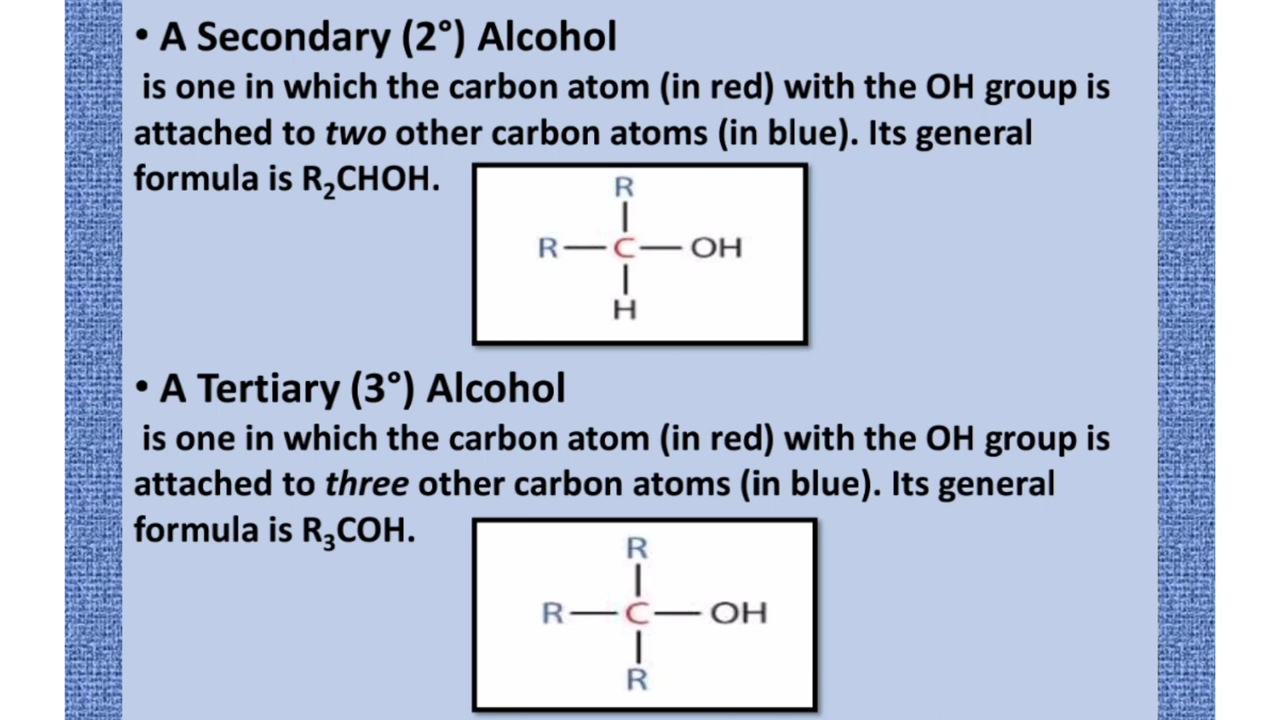 • A Secondary (2°) Alcohol
is one in which the carbon atom (in red) with the OH group is
attached to two other carbon atoms (in blue). Its general
formula is R₂CHOH.
R
R—C—OH
H
• A Tertiary (3°) Alcohol
is one in which the carbon atom (in red) with the OH group is
attached to three other carbon atoms (in blue). Its general
formula is R₃COH.
R
R—C—OH
R